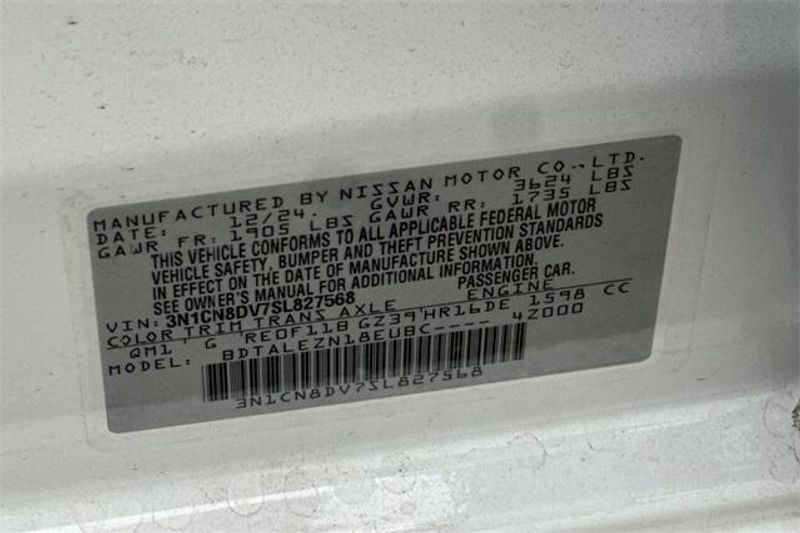 MANUFACTURED BY NISSAN MOTOR CO.,LTD.
DATE: 12/24. GVWR: 3624 LBS
GAWR FR: 1905 LBS GAWR RR: 1735 LBS
THIS VEHICLE CONFORMS TO ALL APPLICABLE FEDERAL MOTOR
VEHICLE SAFETY, BUMPER AND THEFT PREVENTION STANDARDS
IN EFFECT ON THE DATE OF MANUFACTURE SHOWN ABOVE.
SEE OWNER'S MANUAL FOR ADDITIONAL INFORMATION.
VIN: 3N1CN8DV7SL827568 PASSENGER CAR.
COLOR TRIM TRANS AXLE ENGINE
QM1 G RE0F11B GZ39 HR16DE 1598 CC
MODEL: BDTALEZN18EUBC---- 4Z000
3N1CN8DV7SL827568